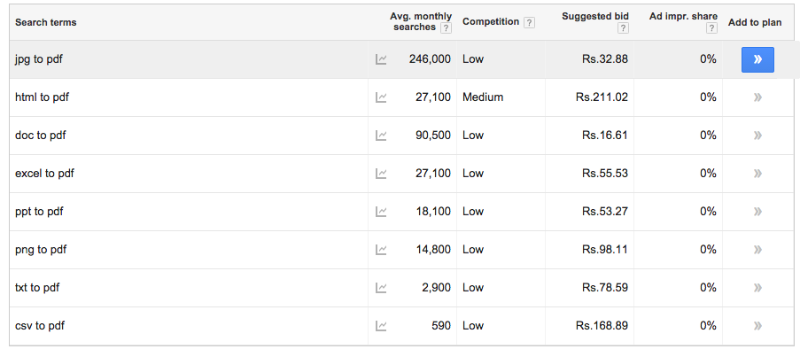 Search terms Avg. monthly searches ? Competition ? Suggested bid ? Ad impr. share ? Add to plan
jpg to pdf 246,000 Low Rs.32.88 0% »
html to pdf 27,100 Medium Rs.211.02 0% »
doc to pdf 90,500 Low Rs.16.61 0% »
excel to pdf 27,100 Low Rs.55.53 0% »
ppt to pdf 18,100 Low Rs.53.27 0% »
png to pdf 14,800 Low Rs.98.11 0% »
txt to pdf 2,900 Low Rs.78.59 0% »
csv to pdf 590 Low Rs.168.89 0% »